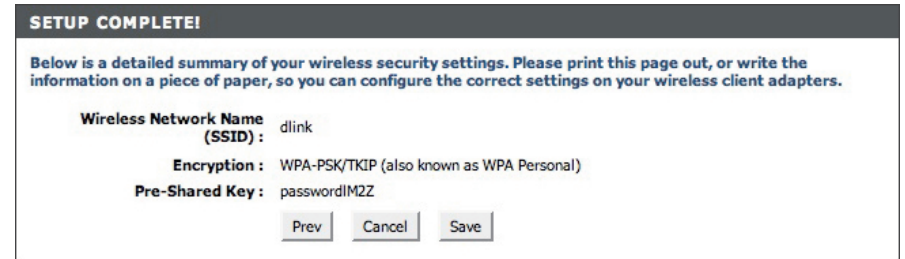 SETUP COMPLETE!
Below is a detailed summary of your wireless security settings. Please print this page out, or write the
information on a piece of paper, so you can configure the correct settings on your wireless client adapters.
Wireless Network Name
(SSID) : dlink
Encryption : WPA-PSK/TKIP (also known as WPA Personal)
Pre-Shared Key : passwordlM2Z
Prev Cancel Save